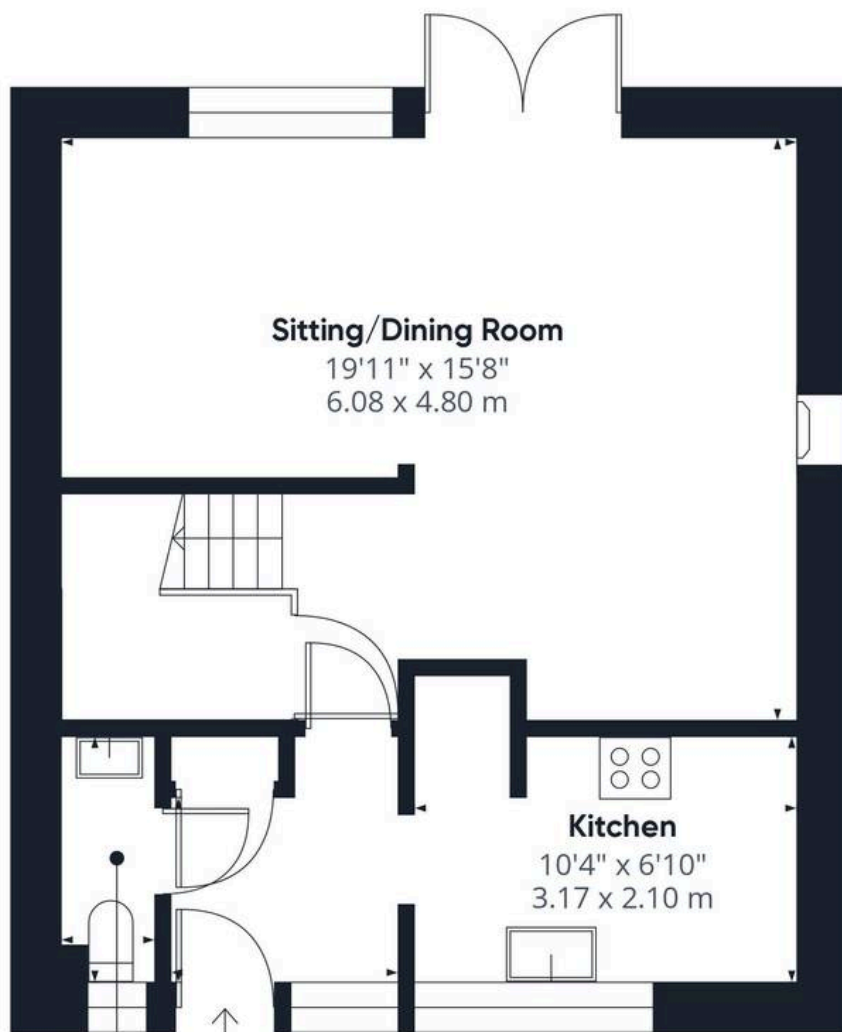 Sitting/Dining Room
19'11" x 15'8"
6.08 x 4.80 m
Kitchen
10'4" x 6'10"
3.17 x 2.10 m